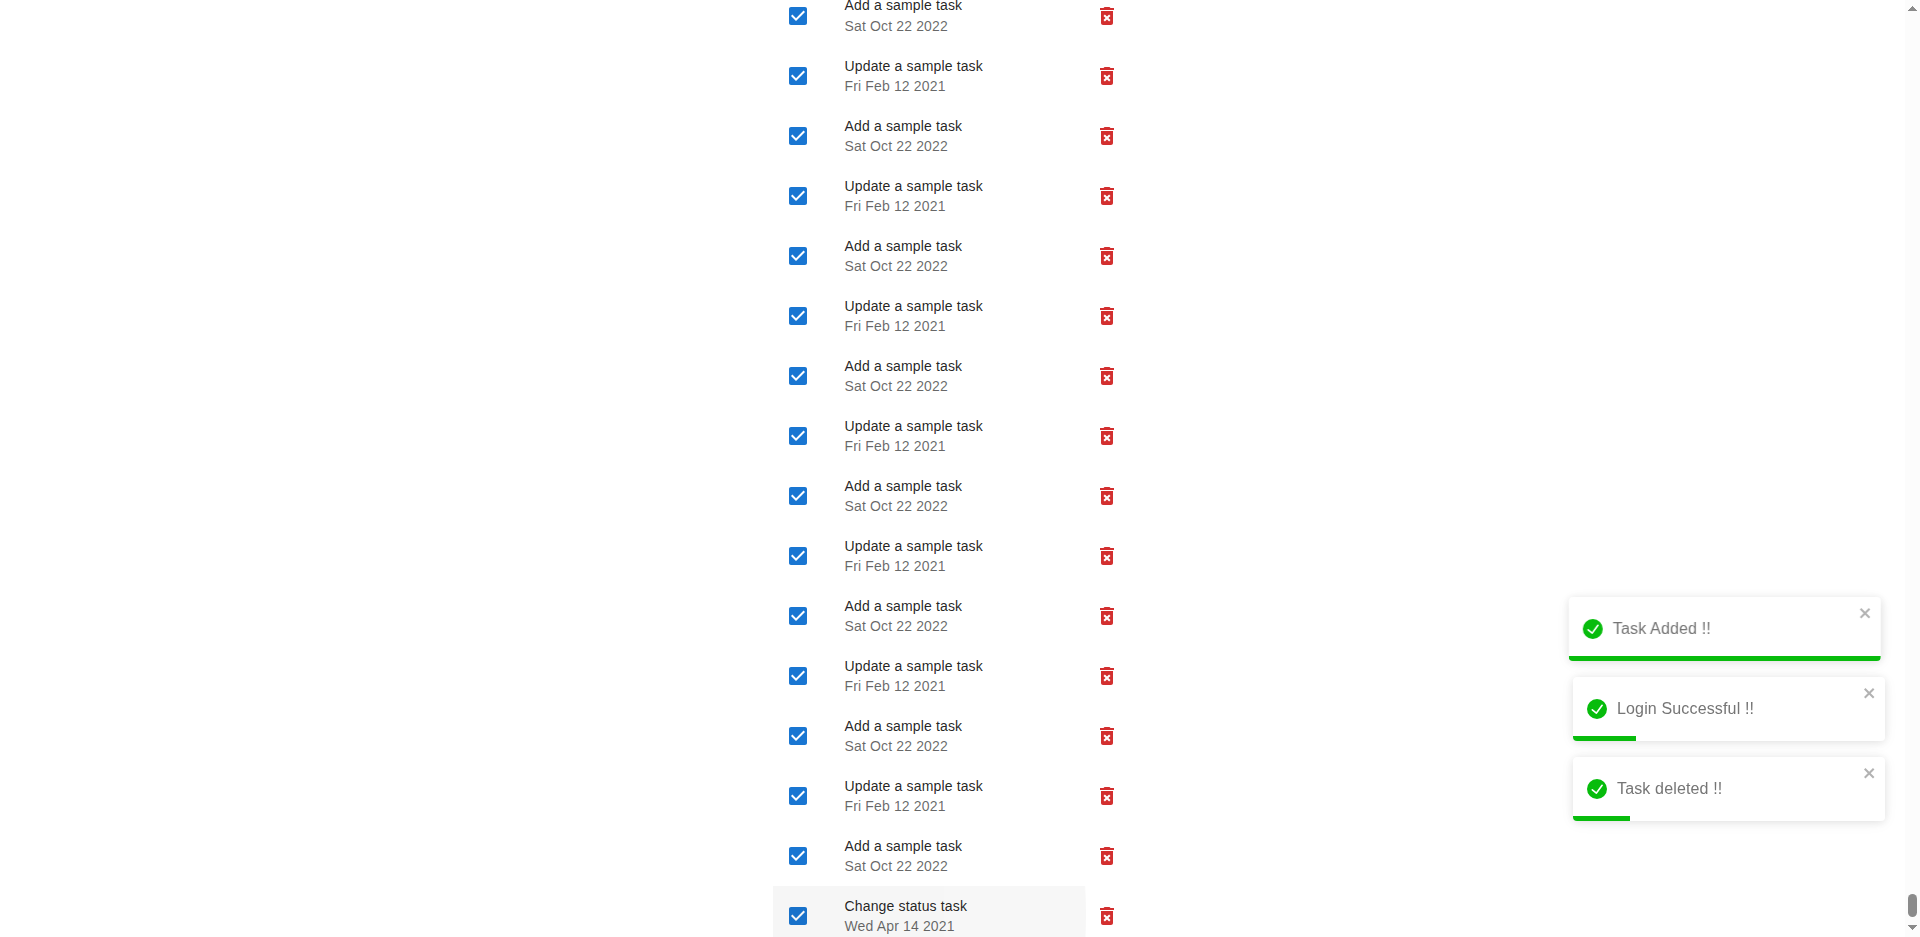 Add a sample task
Sat Oct 22 2022
Update a sample task
Fri Feb 12 2021
Add a sample task
Sat Oct 22 2022
Update a sample task
Fri Feb 12 2021
Add a sample task
Sat Oct 22 2022
Update a sample task
Fri Feb 12 2021
Add a sample task
Sat Oct 22 2022
Update a sample task
Fri Feb 12 2021
Add a sample task
Sat Oct 22 2022
Update a sample task
Fri Feb 12 2021
Add a sample task
Sat Oct 22 2022
Update a sample task
Fri Feb 12 2021
Add a sample task
Sat Oct 22 2022
Update a sample task
Fri Feb 12 2021
Add a sample task
Sat Oct 22 2022
Change status task
Wed Apr 14 2021
Task Added !!
Login Successful !!
Task deleted !!